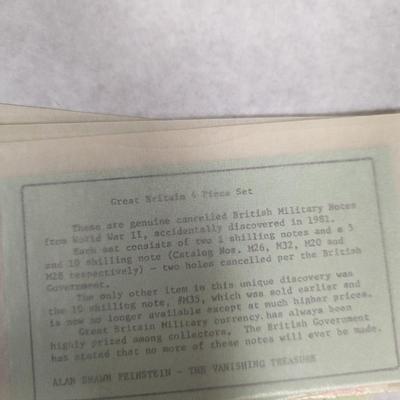 Great Britain 4 Piece Set
These are genuine cancelled British Military Notes
from World War II, accidentally discovered in 1981.
Each set consists of two 1 shilling notes and a 5
and 10 shilling note (Catalog Nos. M26, M32, M20 and
M28 respectively) - two holes cancelled per the British
Government.
The only other item in this unique discovery was
the 10 shilling note, #M35, which was sold earlier and
is now no longer available except at much higher prices.
Great Britain Military currency has always been
highly prized among collectors. The British Government
has stated that no more of these notes will ever be made.
ALAN SHAWN FEINSTEIN - THE VANISHING TREASURE